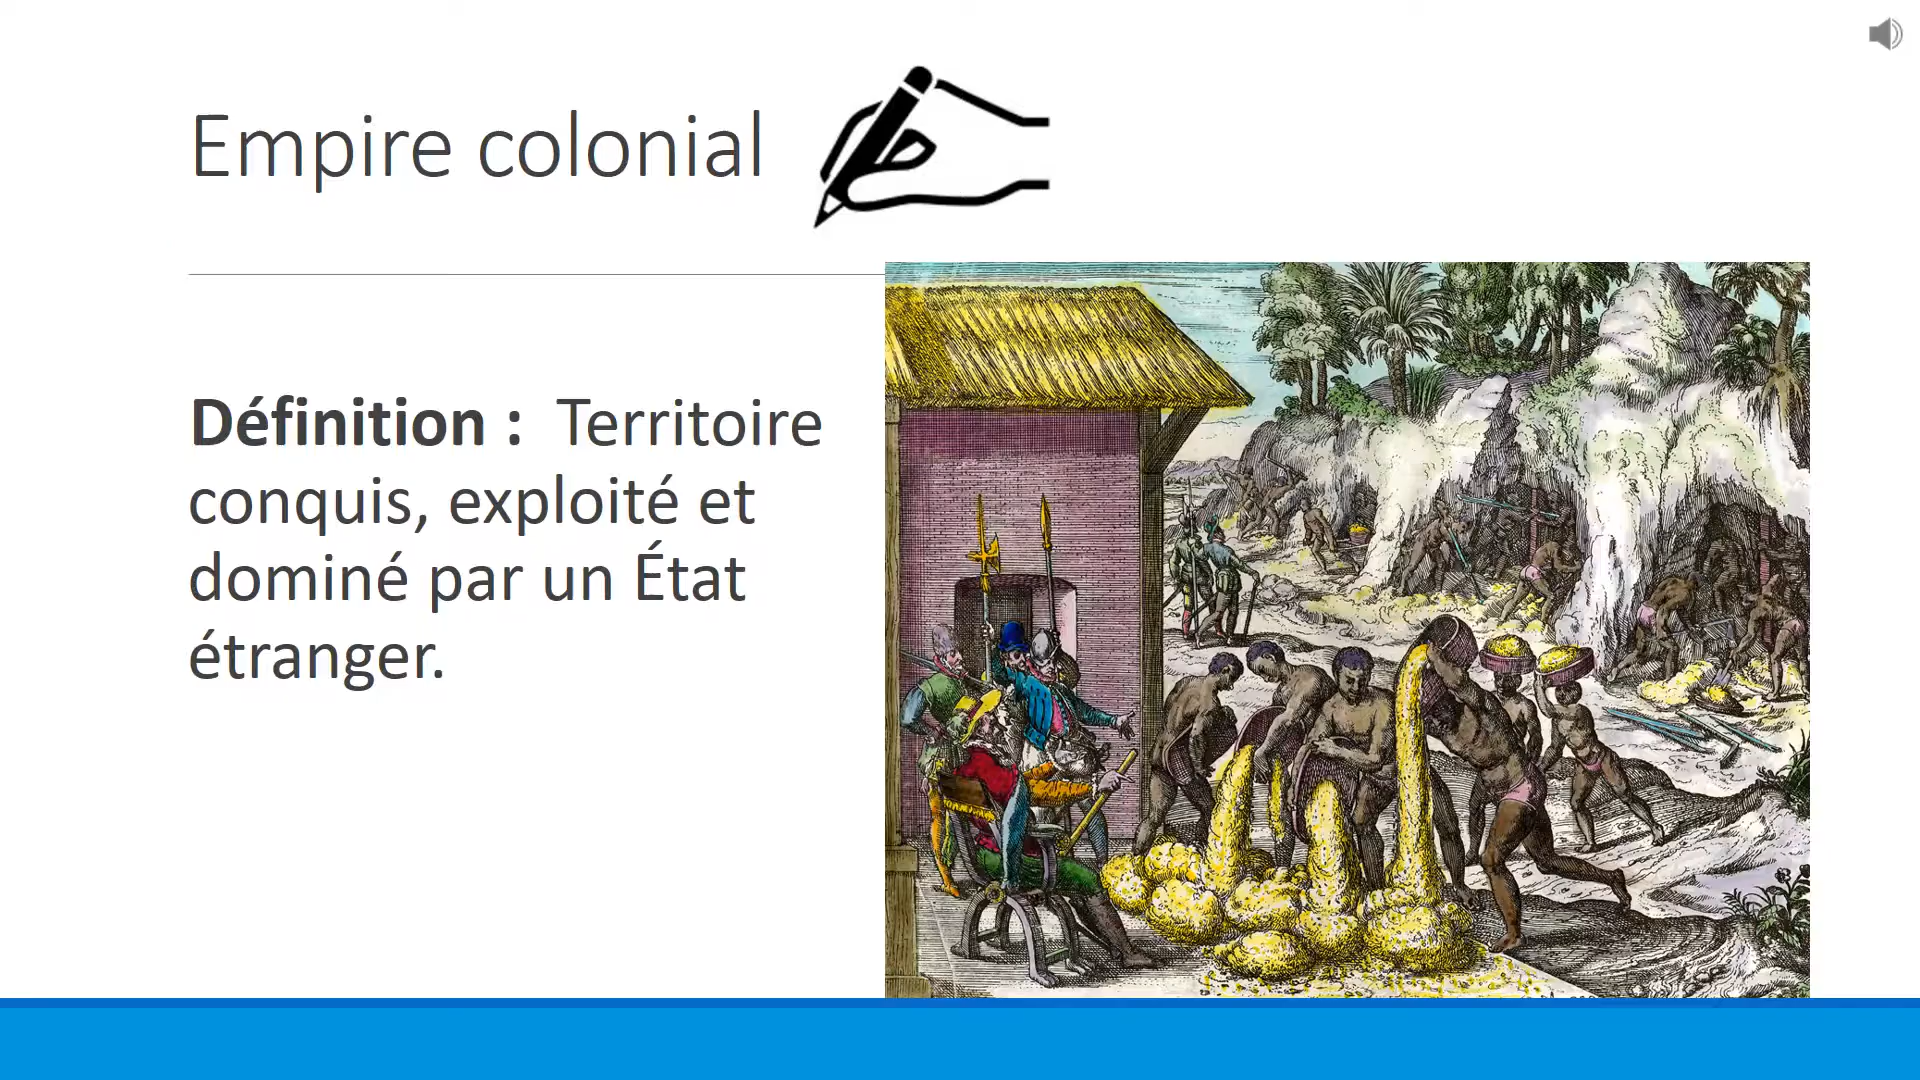 Empire colonial
Définition : Territoire
conquis, exploité et
dominé par un État
étranger.